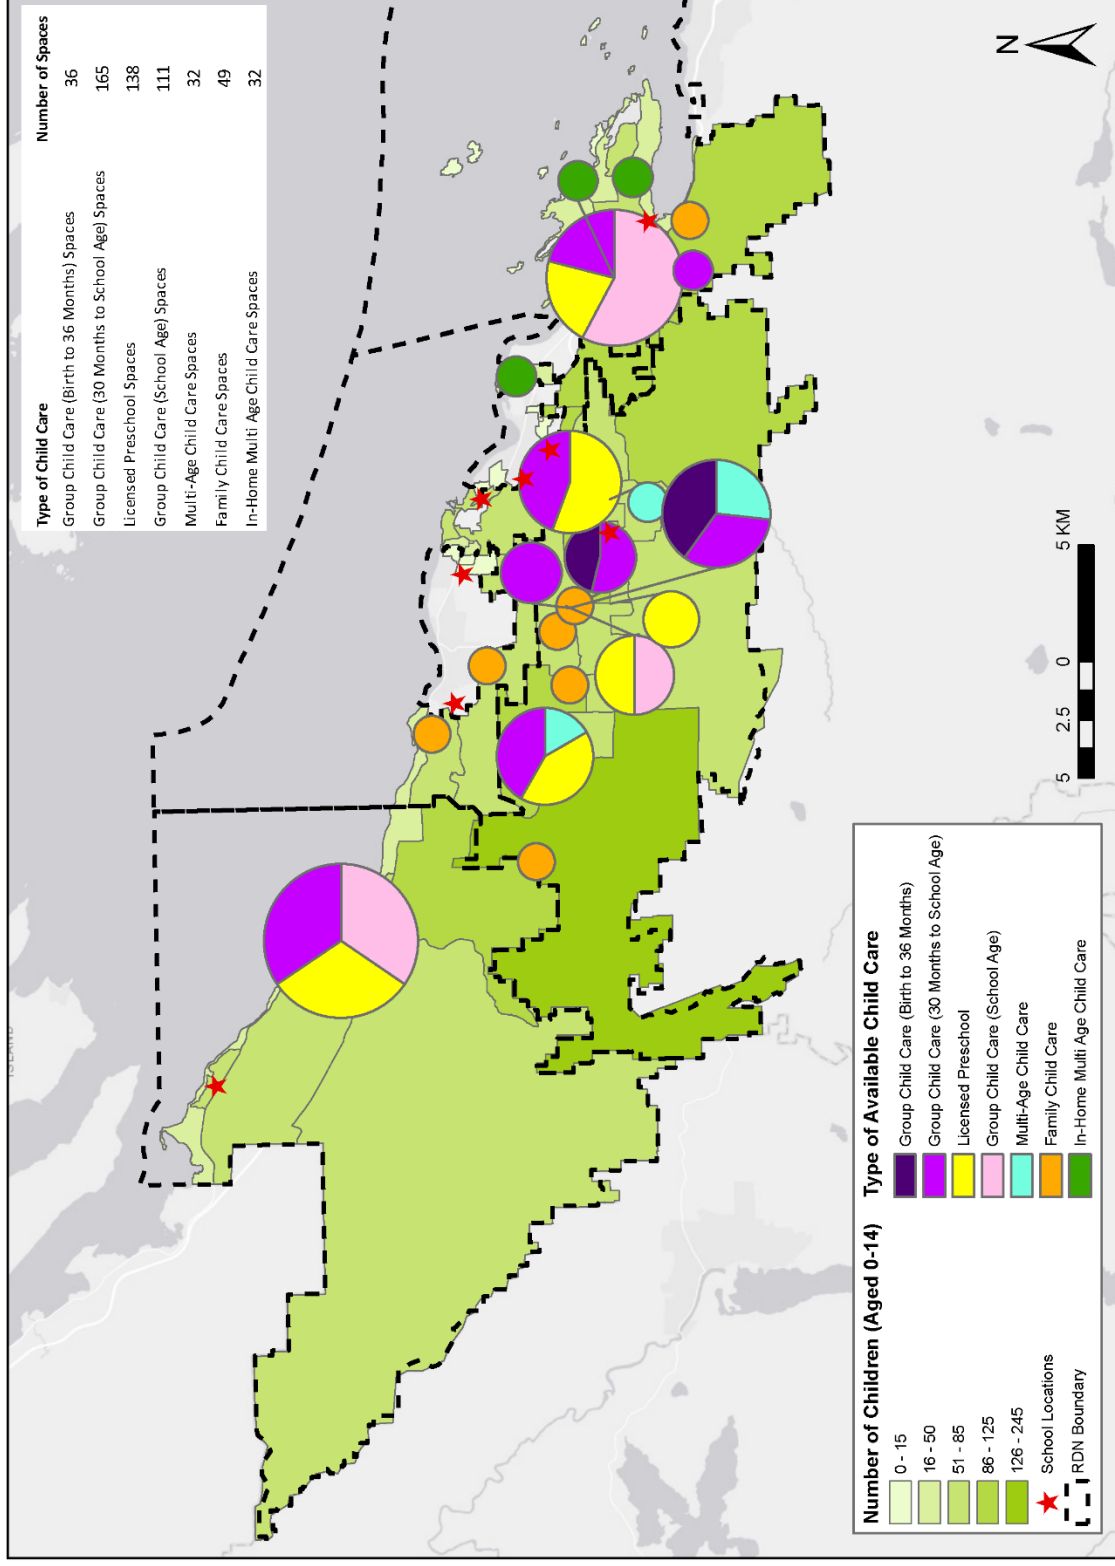 Type of Child Care Number of Spaces
Group Child Care (Birth to 36 Months) Spaces 36
Group Child Care (30 Months to School Age) Spaces 165
Licensed Preschool Spaces 138
Group Child Care (School Age) Spaces 111
Multi-Age Child Care Spaces 32
Family Child Care Spaces 49
In-Home Multi Age Child Care Spaces 32
N
5 2.5 0 5 KM
Number of Children (Aged 0-14)
0 - 15
16 - 50
51 - 85
86 - 125
126 - 245
School Locations
RDN Boundary
Type of Available Child Care
Group Child Care (Birth to 36 Months)
Group Child Care (30 Months to School Age)
Licensed Preschool
Group Child Care (School Age)
Multi-Age Child Care
Family Child Care
In-Home Multi Age Child Care